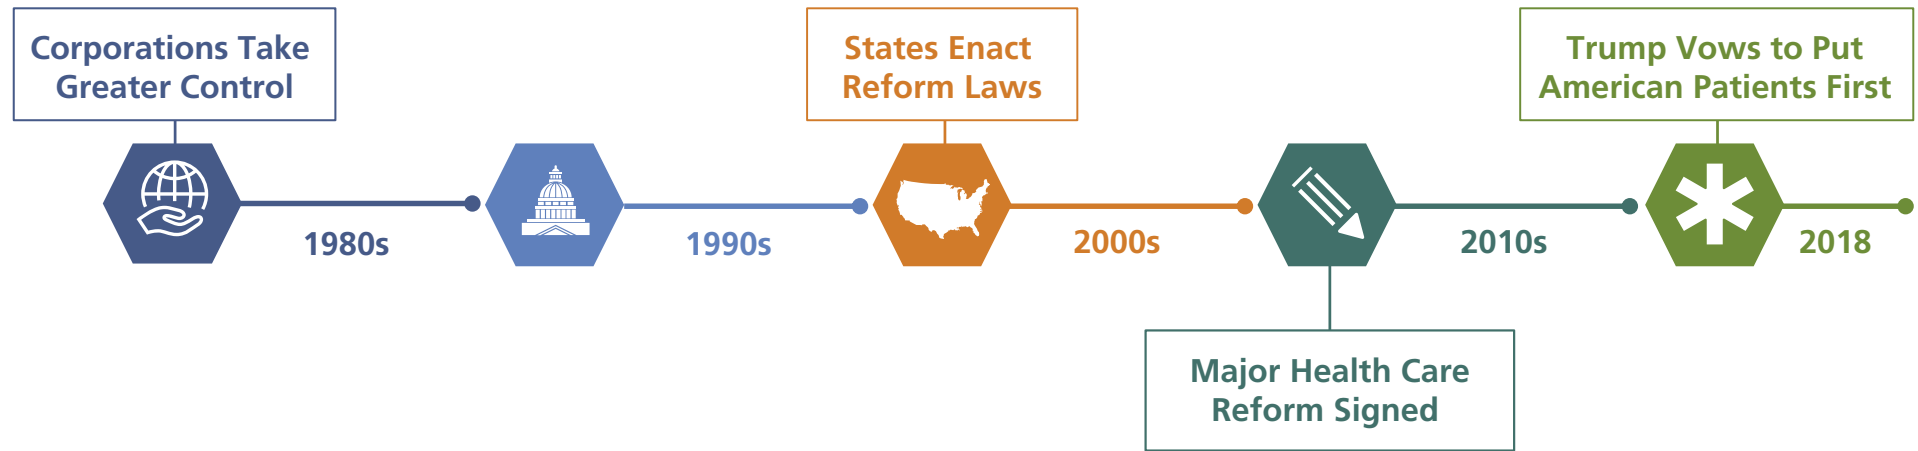 Corporations Take
Greater Control
States Enact
Reform Laws
Trump Vows to Put
American Patients First
1980s
1990s
2000s
2010s
2018
Major Health Care
Reform Signed